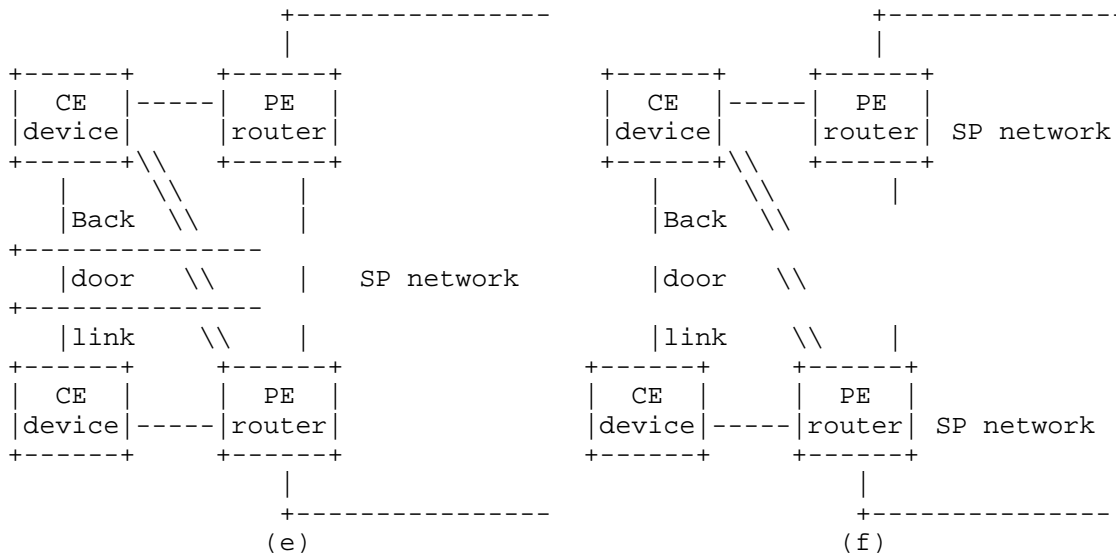 CE PE CE PE
device router device router SP network
Back Back
door SP network door
link link
CE PE CE PE
device router device router SP network
(e) (f)